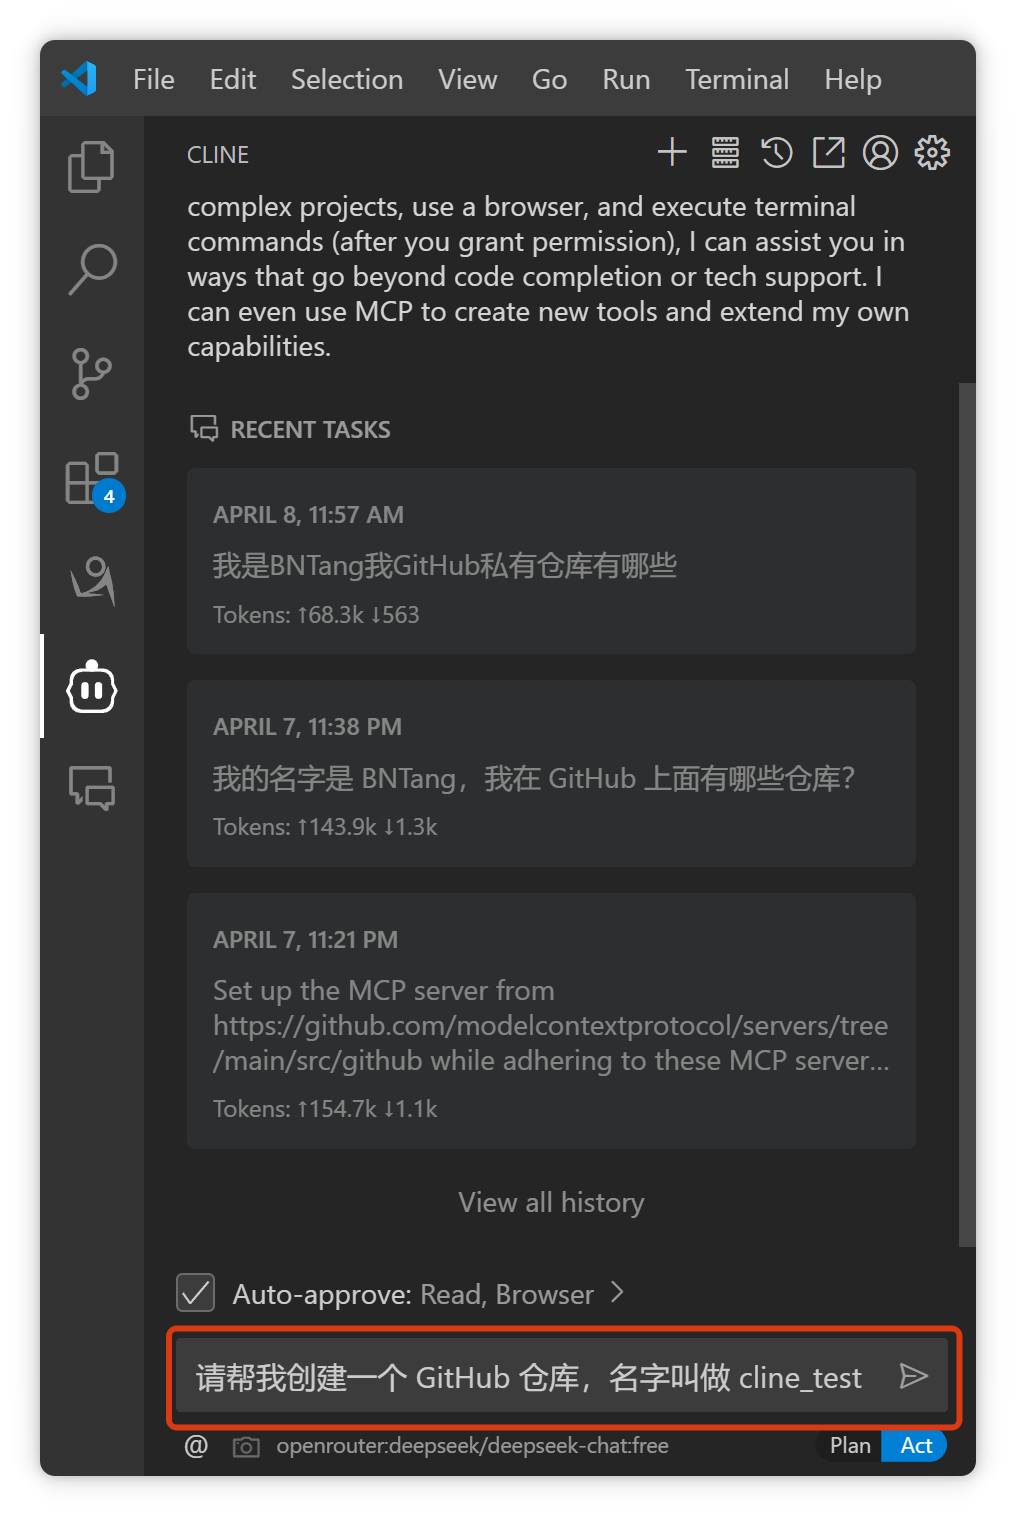 File Edit Selection View Go Run Terminal Help
CLINE
complex projects, use a browser, and execute terminal
commands (after you grant permission), I can assist you in
ways that go beyond code completion or tech support. I
can even use MCP to create new tools and extend my own
capabilities.
RECENT TASKS
APRIL 8, 11:57 AM
我是BNTang我GitHub私有仓库有哪些
Tokens: ↑68.3k ↓563
4
APRIL 7, 11:38 PM
我的名字是 BNTang，我在 GitHub 上面有哪些仓库？
Tokens: ↑143.9k ↓1.3k
APRIL 7, 11:21 PM
Set up the MCP server from
https://github.com/modelcontextprotocol/servers/tree
/main/src/github while adhering to these MCP server...
Tokens: ↑154.7k ↓1.1k
View all history
Auto-approve: Read, Browser
请帮我创建一个 GitHub 仓库，名字叫做 cline_test
@ openrouter:deepseek/deepseek-chat:free Plan Act